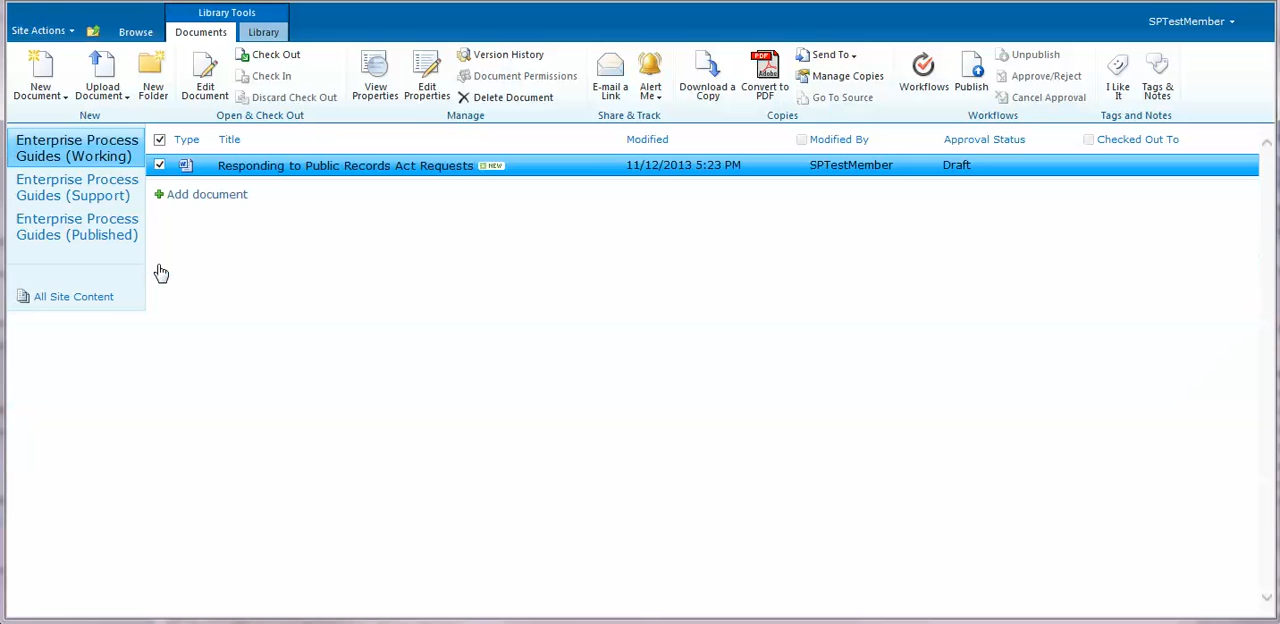 Library Tools
Site Actions Browse Documents Library SPTestMember
New Document Upload Document New Folder
Edit Document Check Out
Check In
Discard Check Out
View Properties Edit Properties Version History
Document Permissions
Delete Document
E-mail a Link Alert Me
Download a Copy Convert to PDF Send To
Manage Copies
Go To Source
Workflows Publish Unpublish
Approve/Reject
Cancel Approval
I Like It Tags & Notes
New Open & Check Out Manage Share & Track Copies Workflows Tags and Notes
Enterprise Process
Guides (Working)
Enterprise Process
Guides (Support)
Enterprise Process
Guides (Published)
All Site Content
Type Title Modified Modified By Approval Status Checked Out To
Responding to Public Records Act Requests NEW 11/12/2013 5:23 PM SPTestMember Draft
Add document